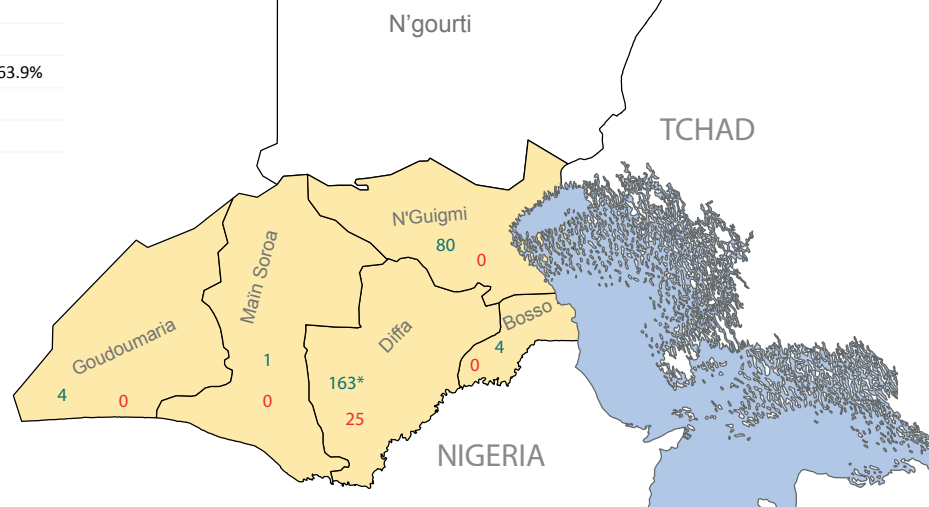 N'gourti
63.9%
TCHAD
N'Guigmi
80
0
Maïn Soroa
1
0
Goudoumaria
4
0
Diffa
163*
25
Bosso
4
0
NIGERIA